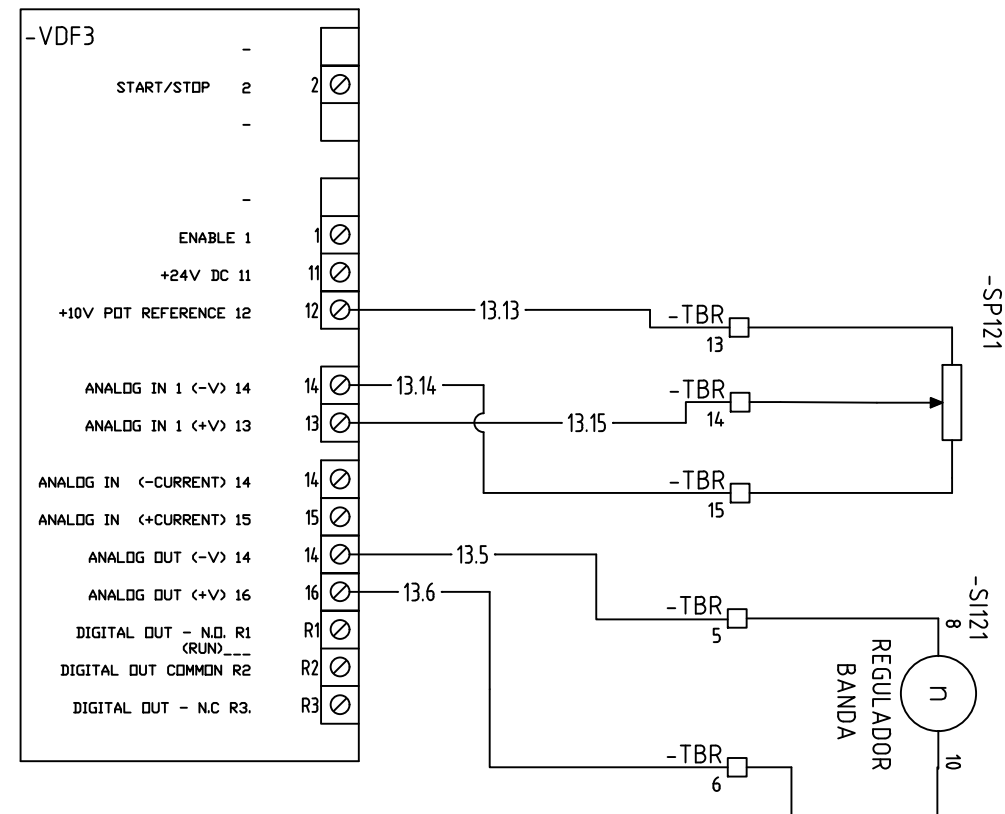 -VDF3
-
START/STOP 2 2
-
-
ENABLE 1 1
+24V DC 11 11
+10V POT REFERENCE 12 12
13.13
-TBR
13
-SP121
ANALOG IN 1 (-V) 14 14
13.14
-TBR
14
ANALOG IN 1 (+V) 13 13
13.15
ANALOG IN (-CURRENT) 14 14
-TBR
15
ANALOG IN (+CURRENT) 15 15
ANALOG OUT (-V) 14 14
13.5
ANALOG OUT (+V) 16 16
13.6
-TBR
5
-SI121
8
DIGITAL OUT - N.O. R1 R1
(RUN)___
DIGITAL OUT COMMON R2 R2
DIGITAL OUT - N.C R3. R3
REGULADOR
BANDA
n
10
-TBR
6